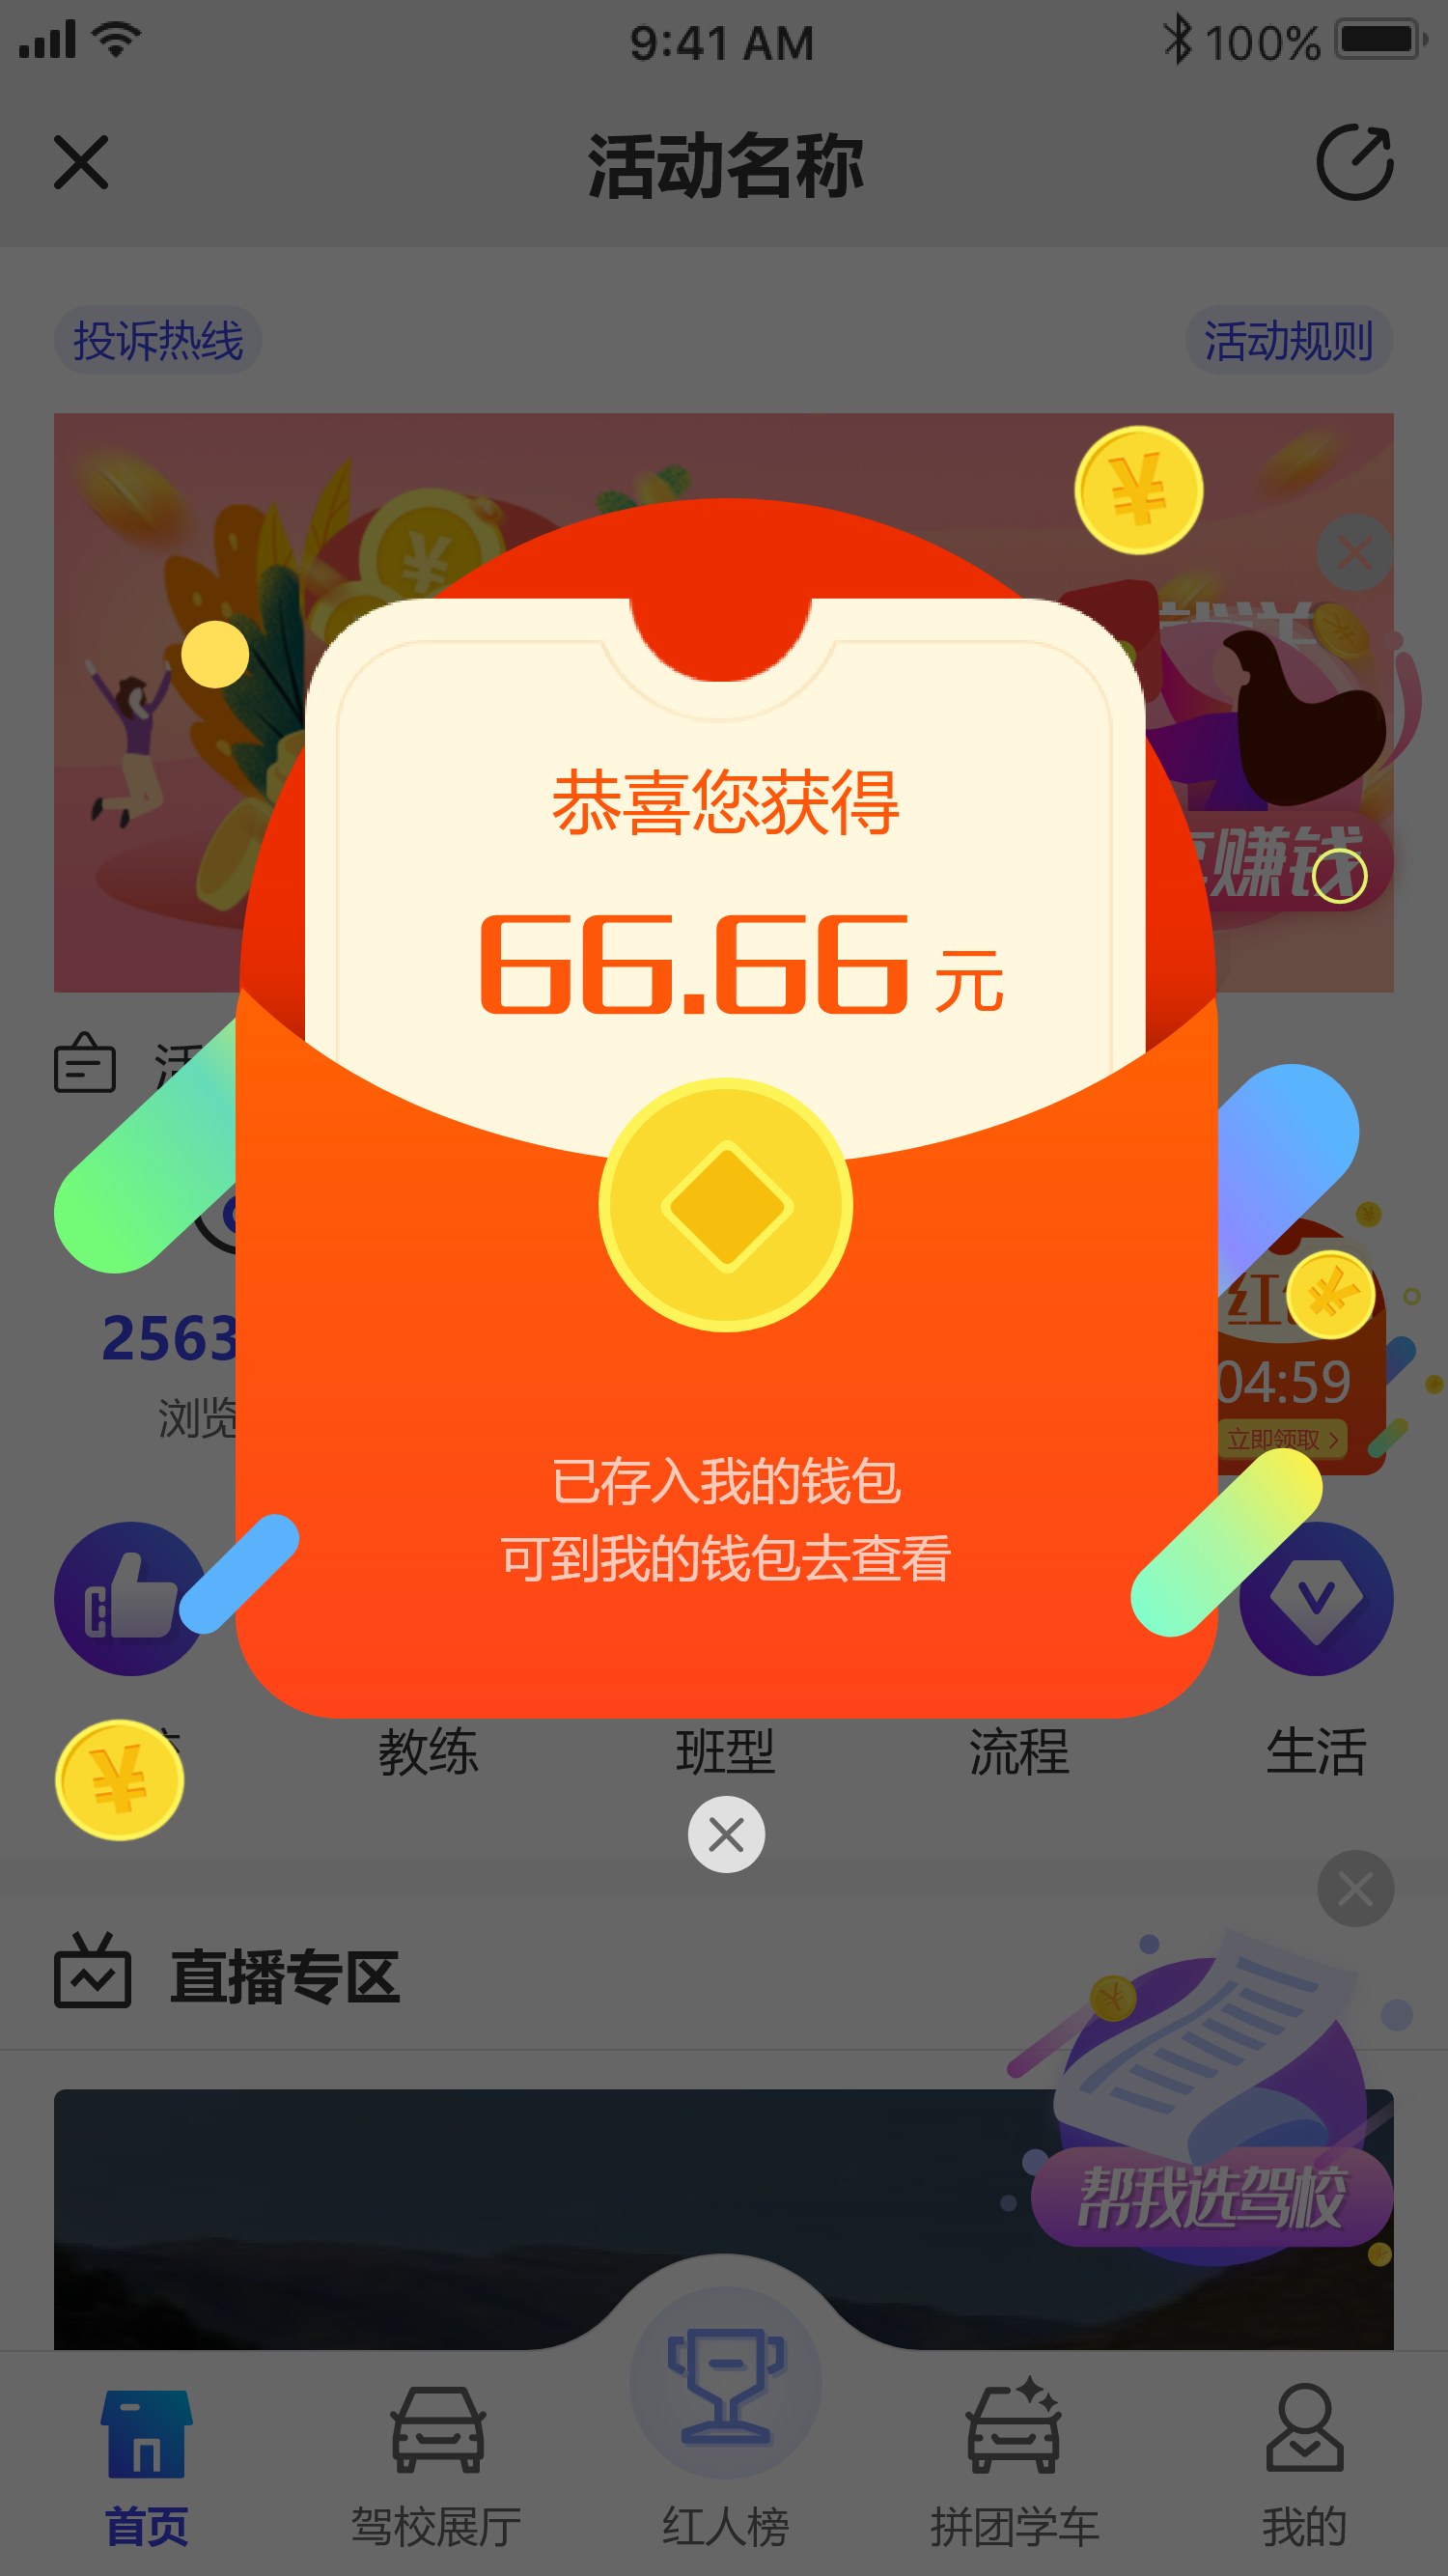 9:41 AM
100%
活动名称
投诉热线
活动规则
赚钱
恭喜您获得
66.66 元
活
2563
浏览
04:59
立即领取
已存入我的钱包
可到我的钱包去查看
教练
班型
流程
生活
直播专区
帮我选驾校
首页
驾校展厅
红人榜
拼团学车
我的